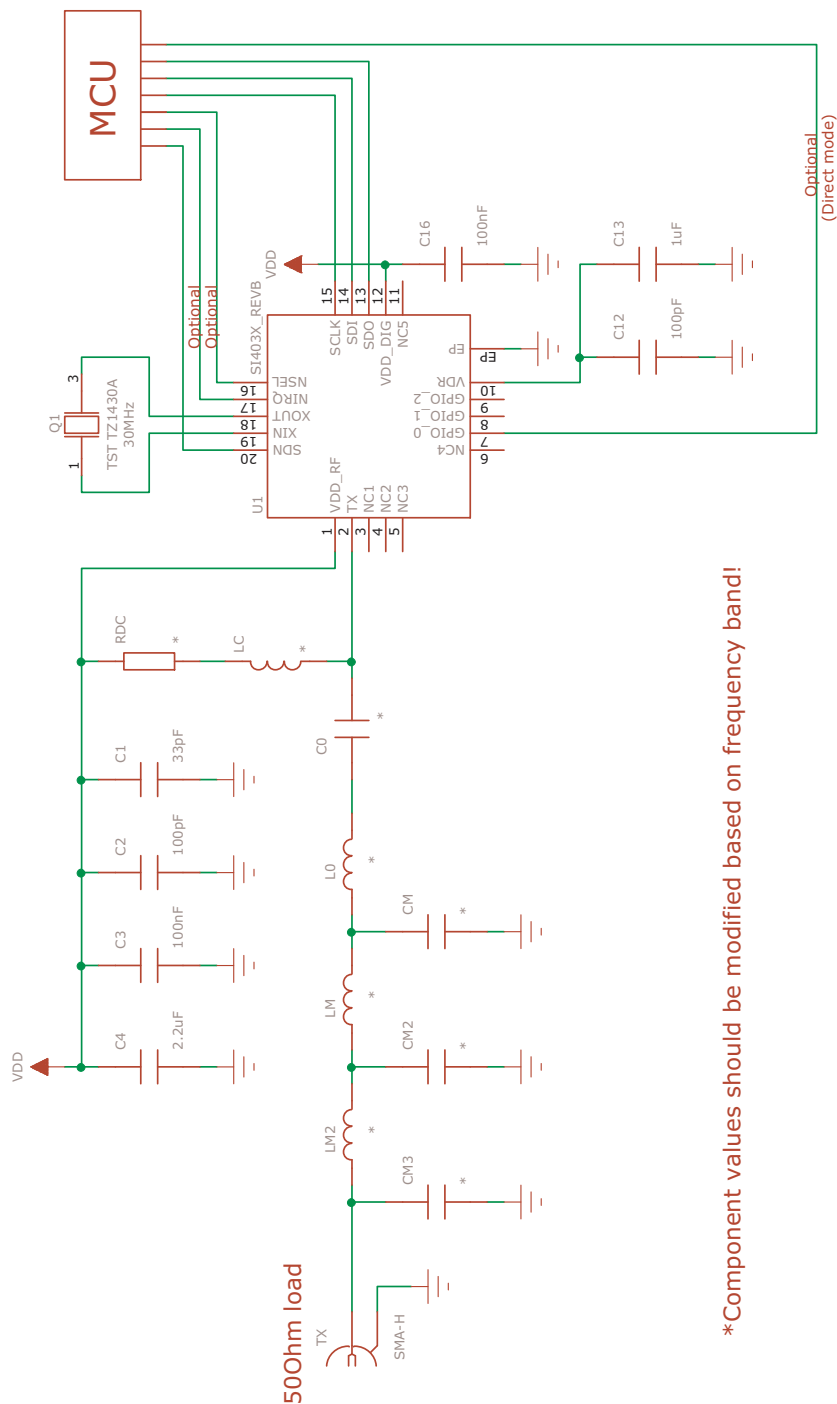 MCU
Optional
(Direct mode)
VDD
C16
100nF
C13
1uF
C12
100pF
Optional
Optional
SI403X_REVB
15
14
13
12
11
SCLK
SDI
SDO
VDD_DIG
NC5
EP
EP
NSEL
NIRQ
XOUT
XIN
SDN
16
17
18
19
20
VDR
GPIO_2
GPIO_1
GPIO_0
NC4
10
9
8
7
6
Q1
3
1
TST TZ1430A
30MHz
U1
VDD_RF
TX
NC1
NC2
NC3
1
2
3
4
5
RDC
*
LC
*
C0
*
C1
33pF
C2
100pF
C3
100nF
C4
2.2uF
VDD
L0
*
CM
*
LM
*
CM2
*
LM2
*
CM3
*
50Ohm load
TX
SMA-H
*Component values should be modified based on frequency band!